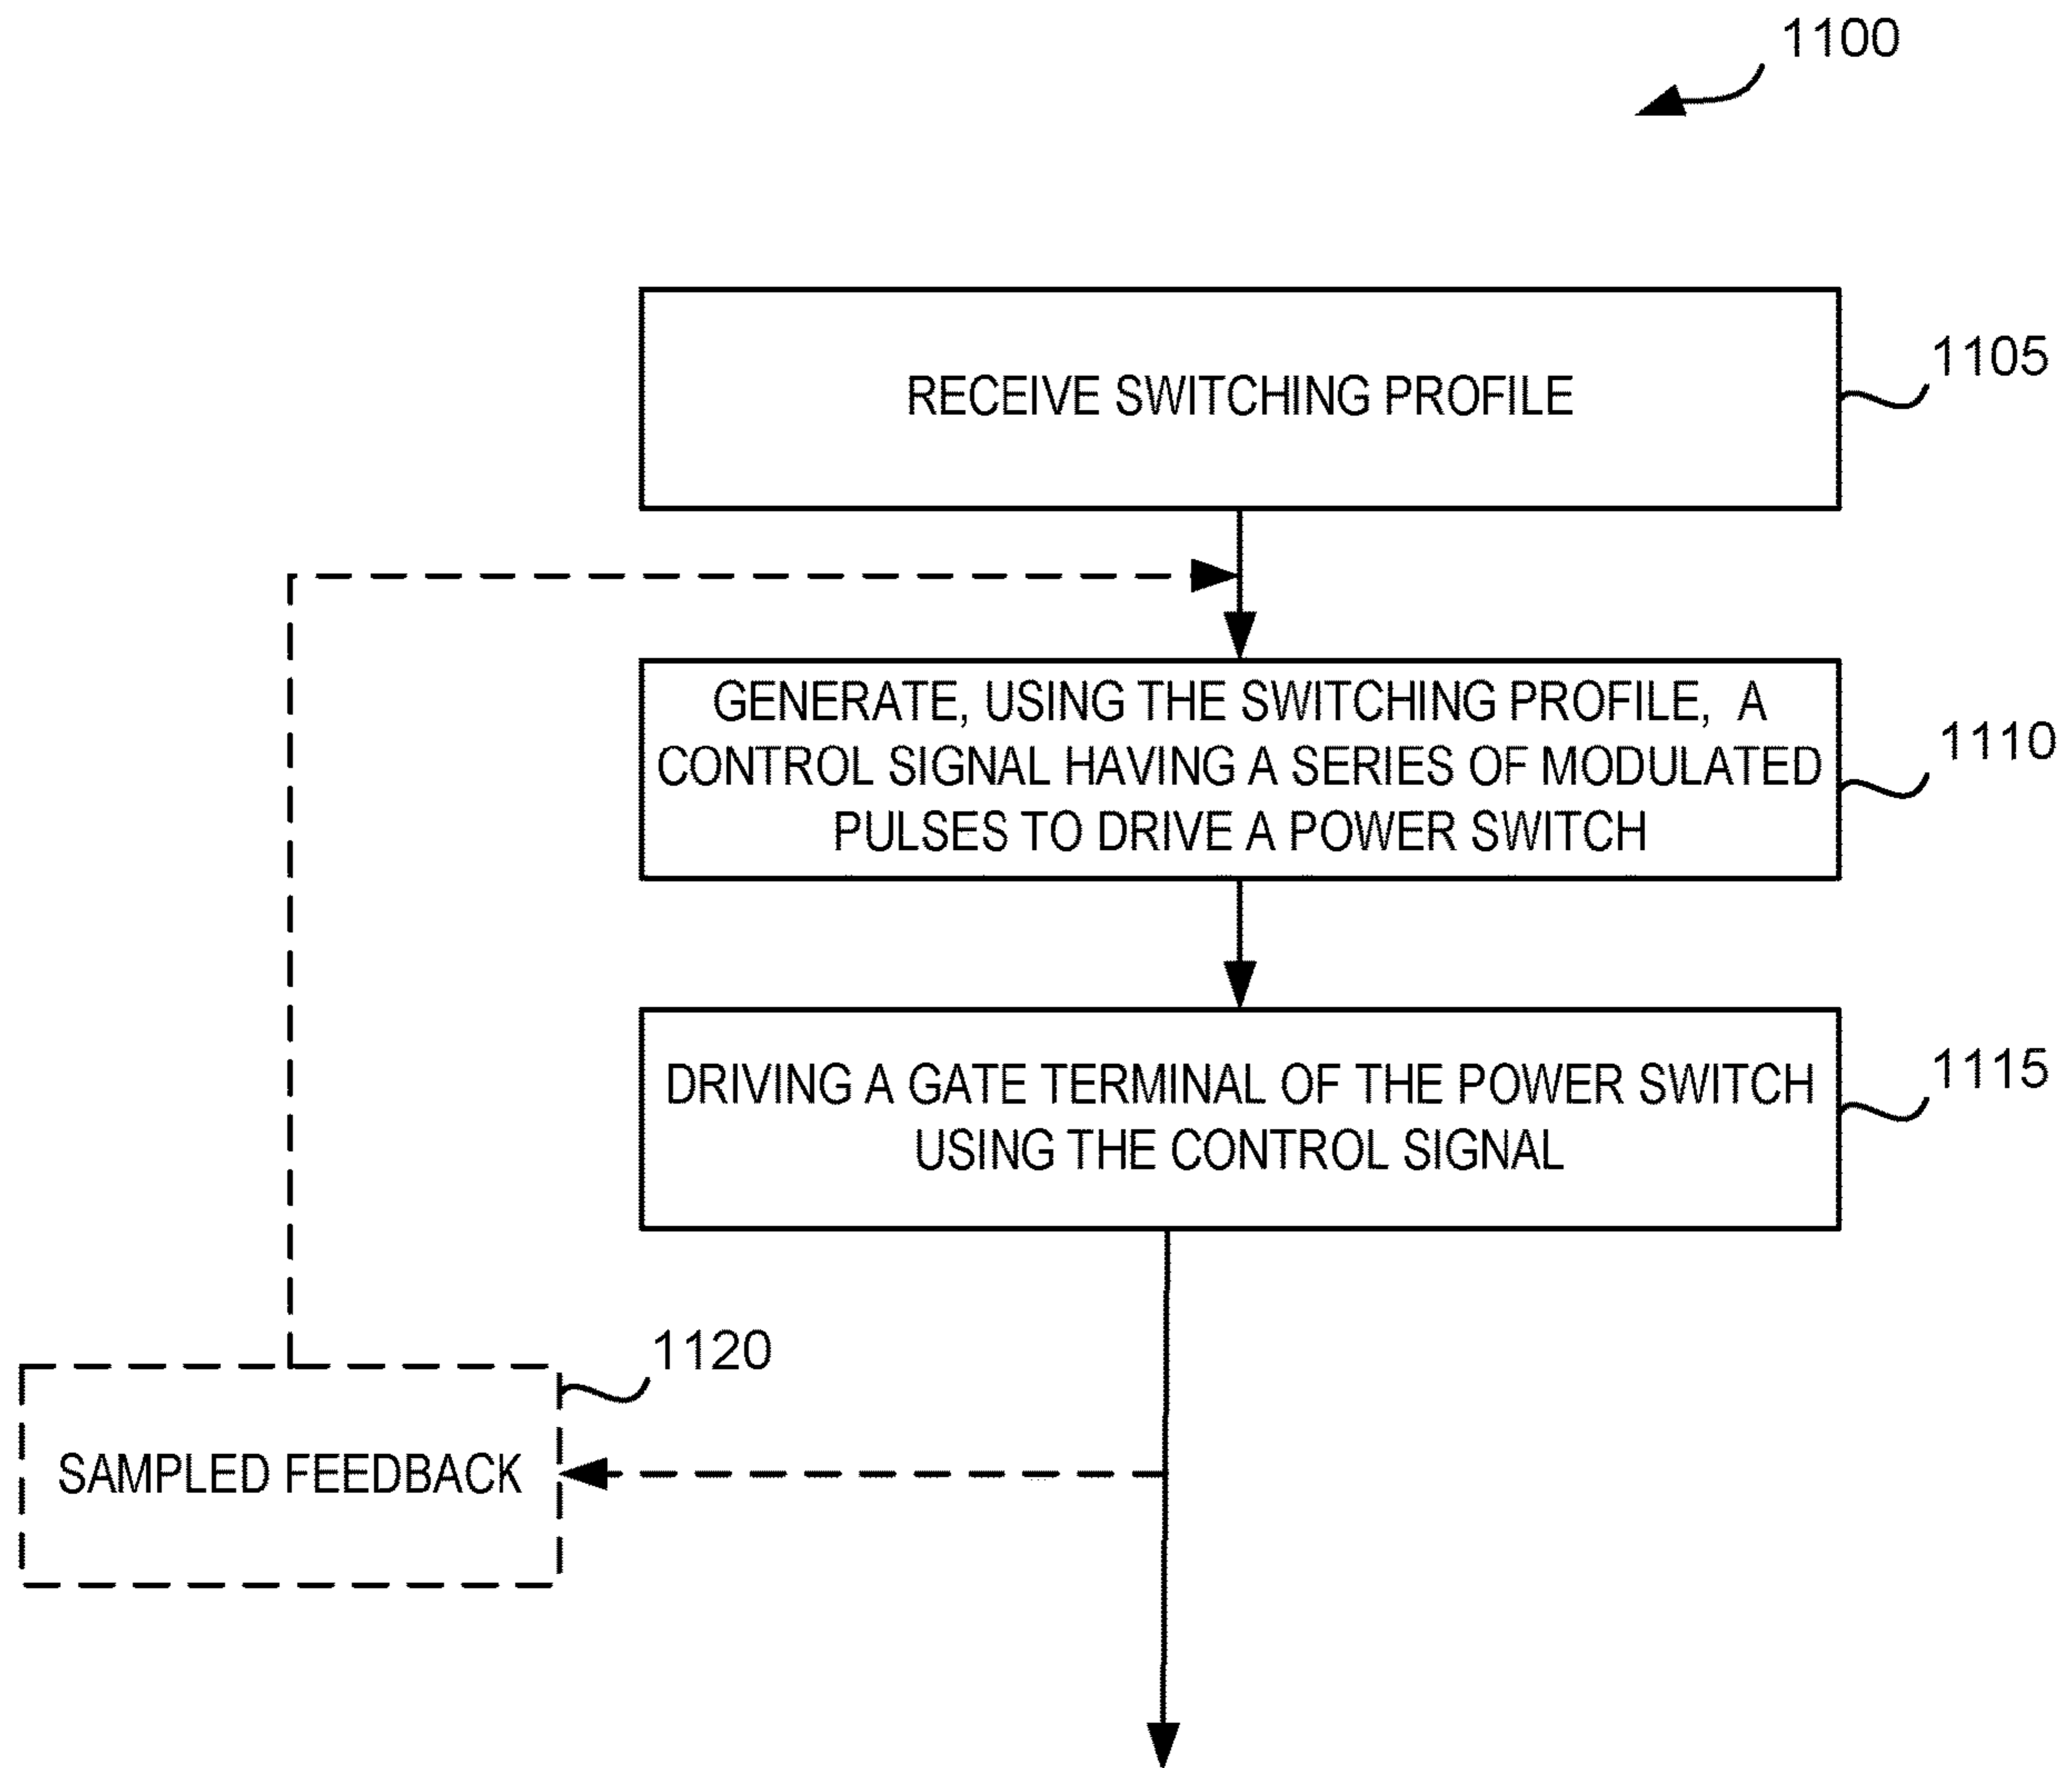 1100
RECEIVE SWITCHING PROFILE
1105
GENERATE, USING THE SWITCHING PROFILE, A
CONTROL SIGNAL HAVING A SERIES OF MODULATED
PULSES TO DRIVE A POWER SWITCH
1110
DRIVING A GATE TERMINAL OF THE POWER SWITCH
USING THE CONTROL SIGNAL
1115
1120
SAMPLED FEEDBACK